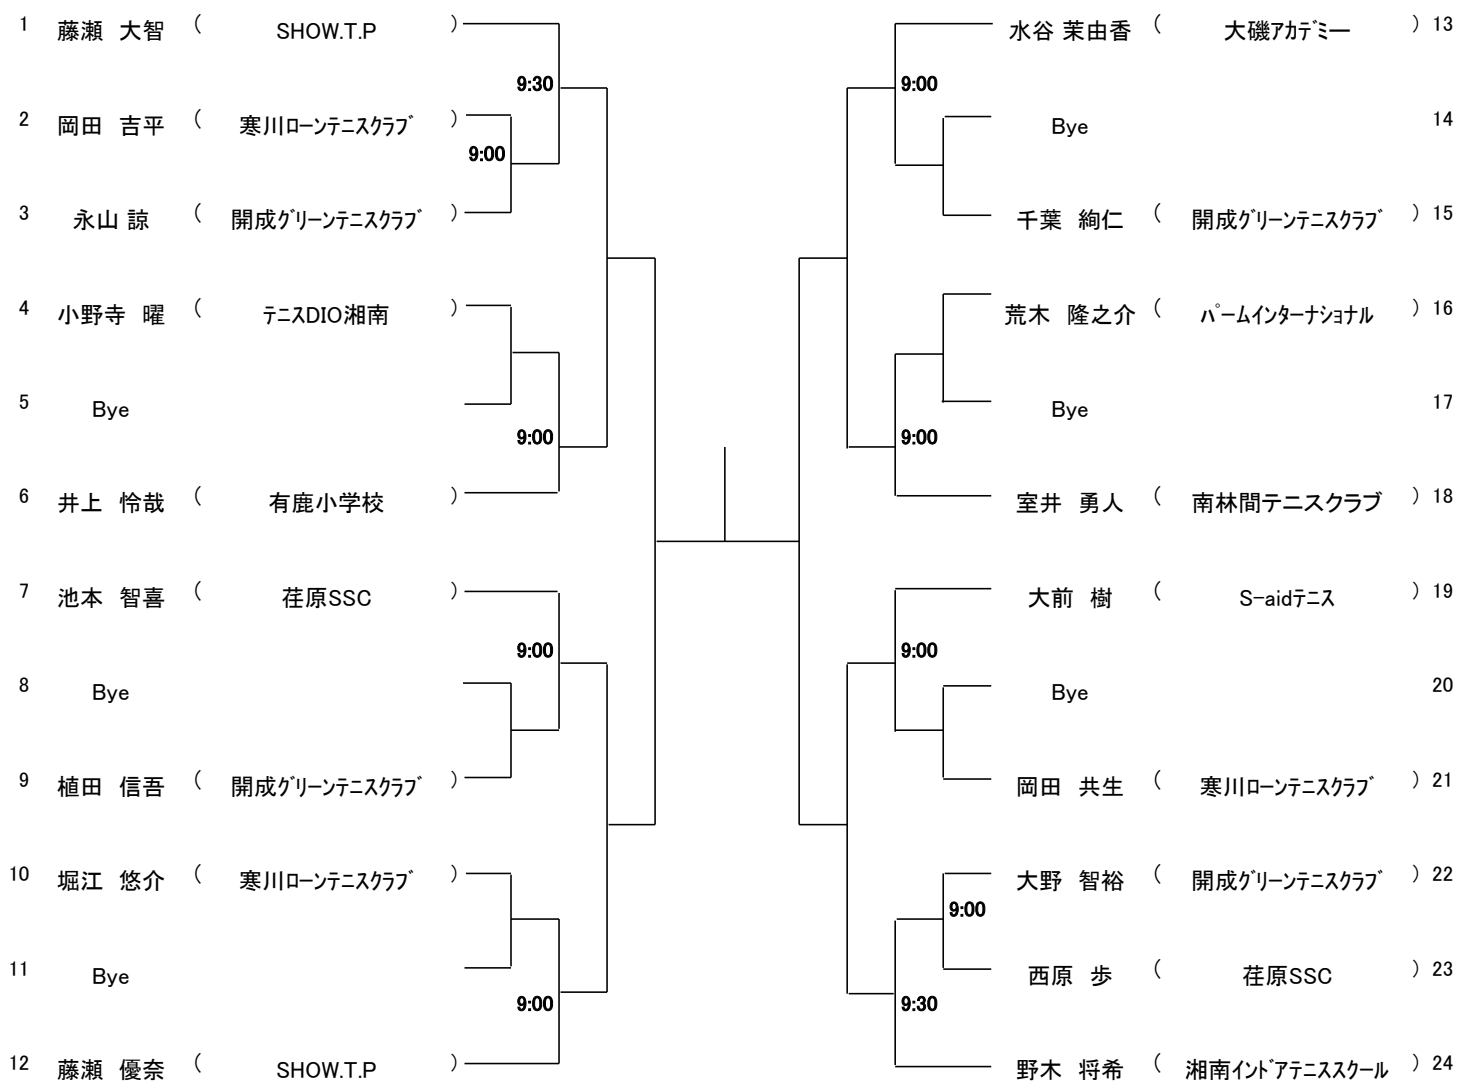 1 藤瀬 大智 ( SHOW.T.P )
9:30
2 岡田 吉平 ( 寒川ローンテニスクラブ )
9:00
3 永山 諒 ( 開成グリーンテニスクラブ )
4 小野寺 曜 ( テニスDIO湘南 )
5 Bye
9:00
6 井上 怜哉 ( 有鹿小学校 )
7 池本 智喜 ( 荏原SSC )
9:00
8 Bye
9 植田 信吾 ( 開成グリーンテニスクラブ )
10 堀江 悠介 ( 寒川ローンテニスクラブ )
11 Bye
9:00
12 藤瀬 優奈 ( SHOW.T.P )
水谷 茉由香 ( 大磯アカデミー ) 13
9:00
Bye 14
千葉 絢仁 ( 開成グリーンテニスクラブ ) 15
荒木 隆之介 ( パームインターナショナル ) 16
Bye 17
9:00
室井 勇人 ( 南林間テニスクラブ ) 18
大前 樹 ( S-aidテニス ) 19
9:00
Bye 20
岡田 共生 ( 寒川ローンテニスクラブ ) 21
大野 智裕 ( 開成グリーンテニスクラブ ) 22
9:00
西原 歩 ( 荏原SSC ) 23
9:30
野木 将希 ( 湘南インドアテニススクール ) 24